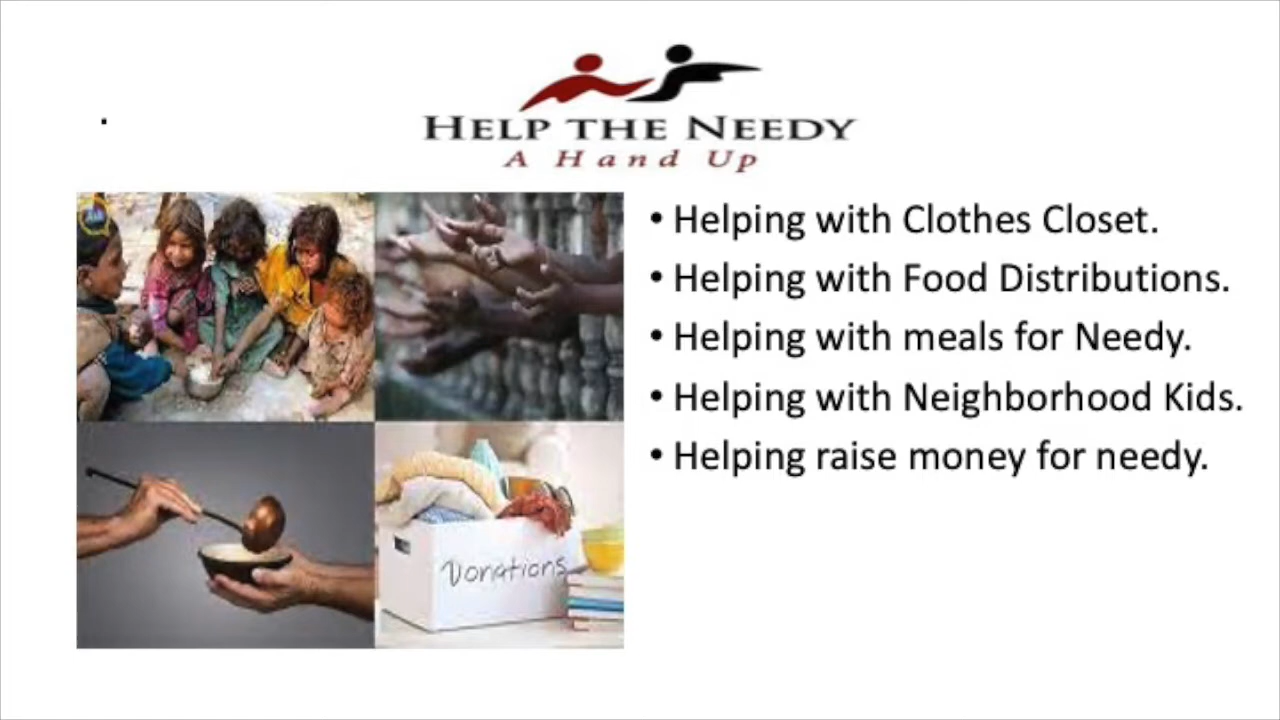 .
HELP THE NEEDY
A Hand Up
• Helping with Clothes Closet.
• Helping with Food Distributions.
• Helping with meals for Needy.
• Helping with Neighborhood Kids.
• Helping raise money for needy.
Donations